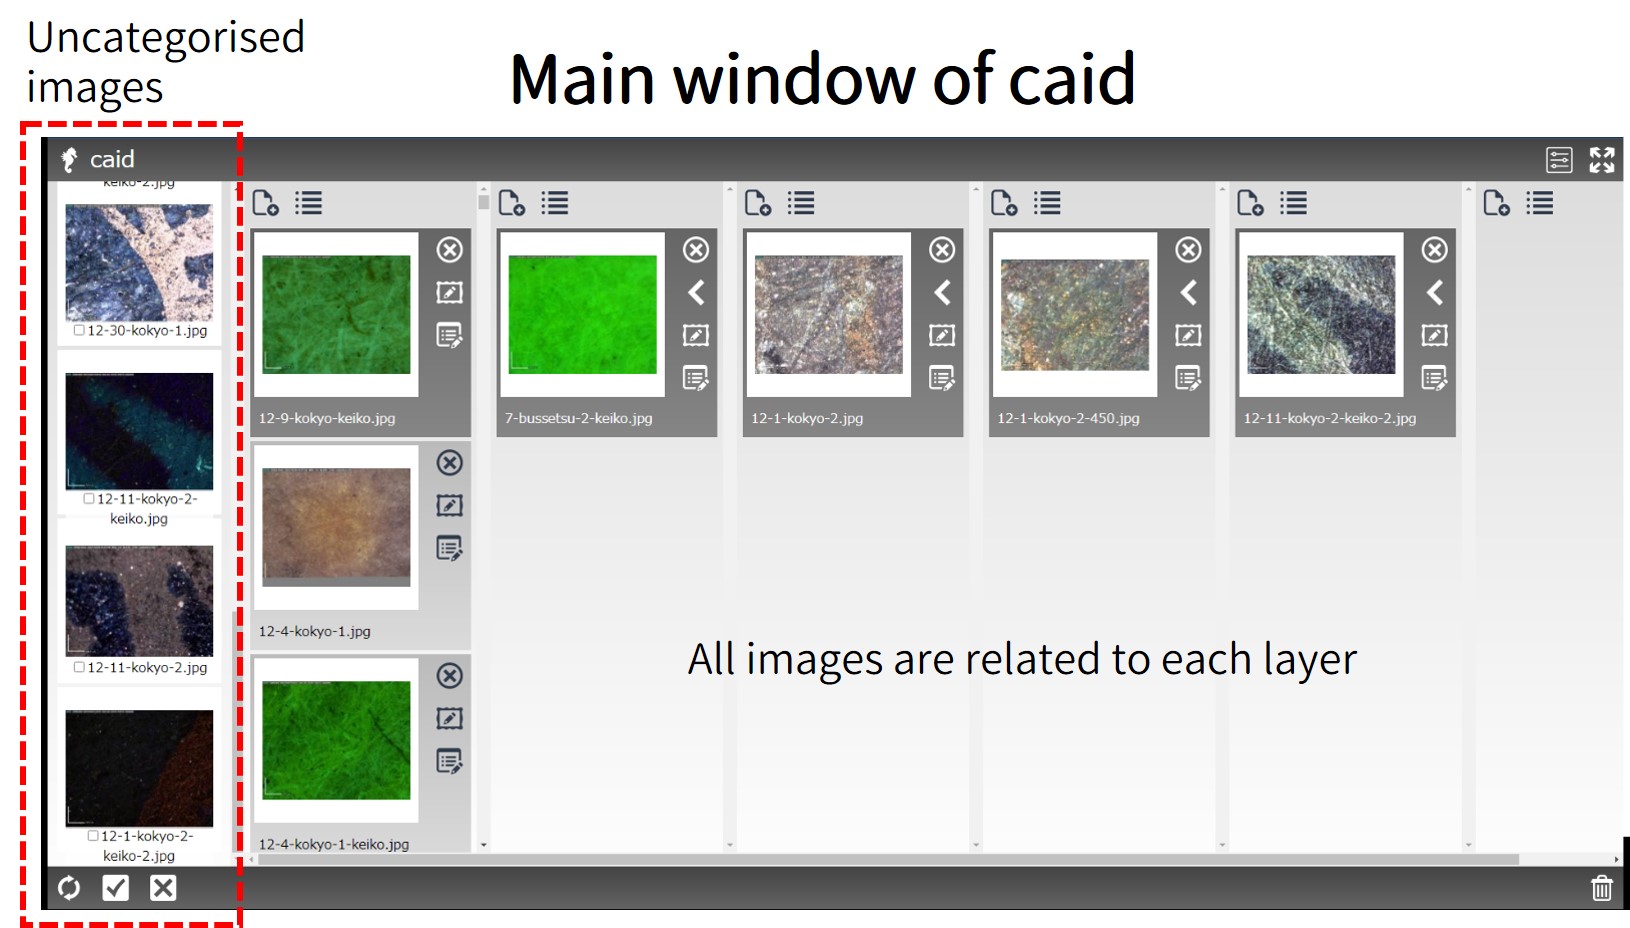 Uncategorised
images
Main window of caid
caid
keiko-2.jpg
12-30-kokyo-1.jpg
12-11-kokyo-2-
keiko.jpg
12-11-kokyo-2.jpg
12-1-kokyo-2-
keiko-2.jpg
12-9-kokyo-keiko.jpg
12-4-kokyo-1.jpg
12-4-kokyo-1-keiko.jpg
7-bussetsu-2-keiko.jpg
12-1-kokyo-2.jpg
12-1-kokyo-2-450.jpg
12-11-kokyo-2-keiko-2.jpg
All images are related to each layer